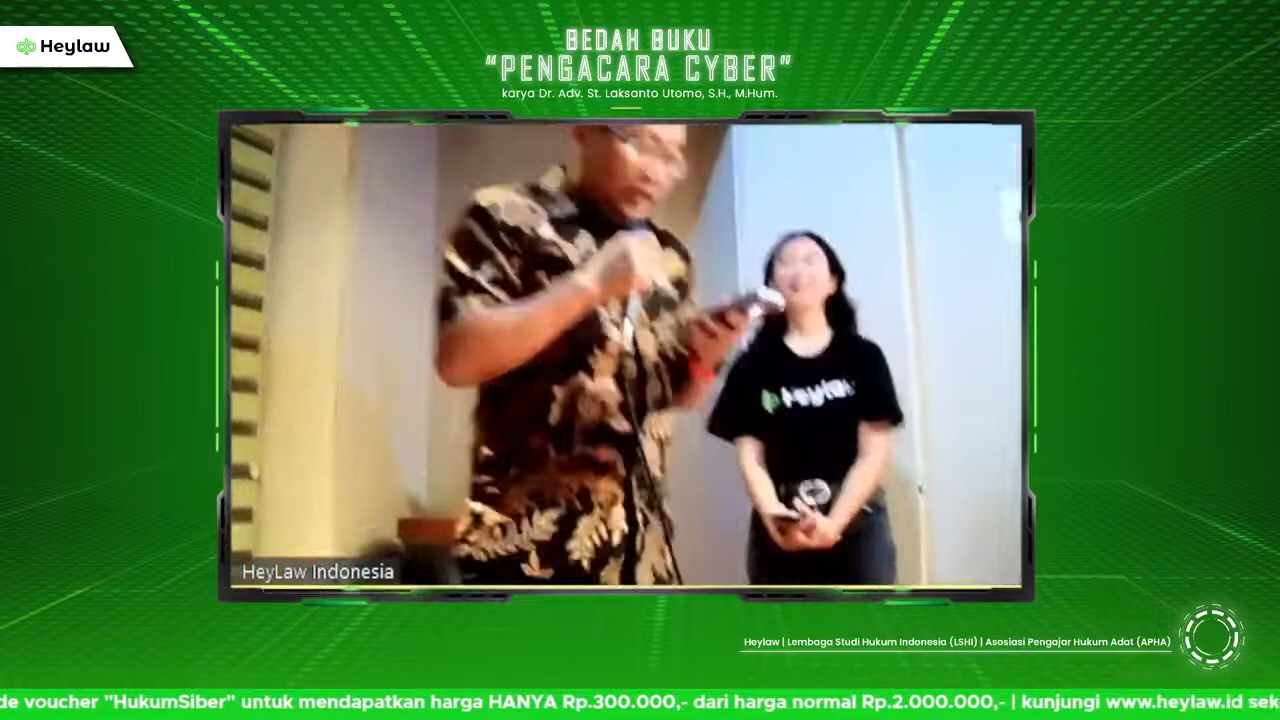 Heylaw
BEDAH BUKU
“PENGACARA CYBER”
karya Dr. Adv. St. Laksanto Utomo, S.H., M.Hum.
Heylaw
HeyLaw Indonesia
Heylaw | Lembaga Studi Hukum Indonesia (LSHI) | Asosiasi Pengajar Hukum Adat (APHA)
de voucher "HukumSiber" untuk mendapatkan harga HANYA Rp.300.000,- dari harga normal Rp.2.000.000,- | kunjungi www.heylaw.id sek